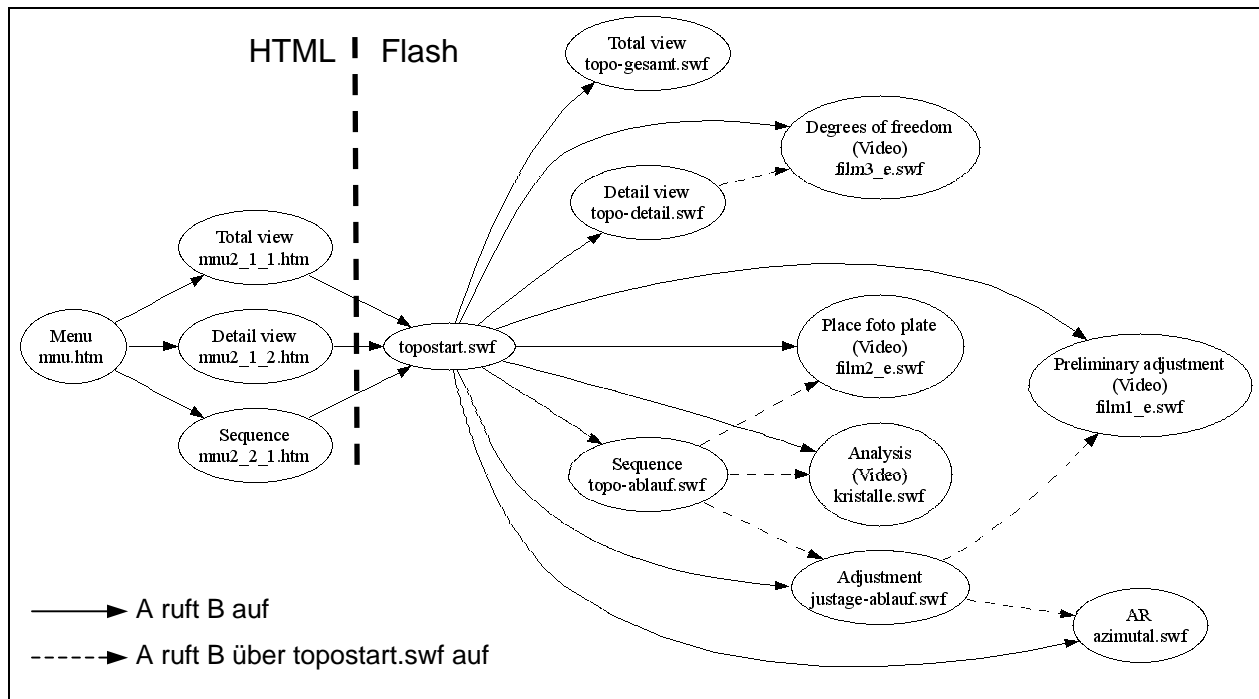 HTML
Flash
Total view
topo-gesamt.swf
Degrees of freedom
(Video)
film3_e.swf
Detail view
topo-detail.swf
Total view
mnu2_1_1.htm
Menu
mnu.htm
Detail view
mnu2_1_2.htm
topostart.swf
Place foto plate
(Video)
film2_e.swf
Preliminary adjustment
(Video)
film1_e.swf
Sequence
mnu2_2_1.htm
Sequence
topo-ablauf.swf
Analysis
(Video)
kristalle.swf
Adjustment
justage-ablauf.swf
AR
azimutal.swf
A ruft B auf
A ruft B über topostart.swf auf